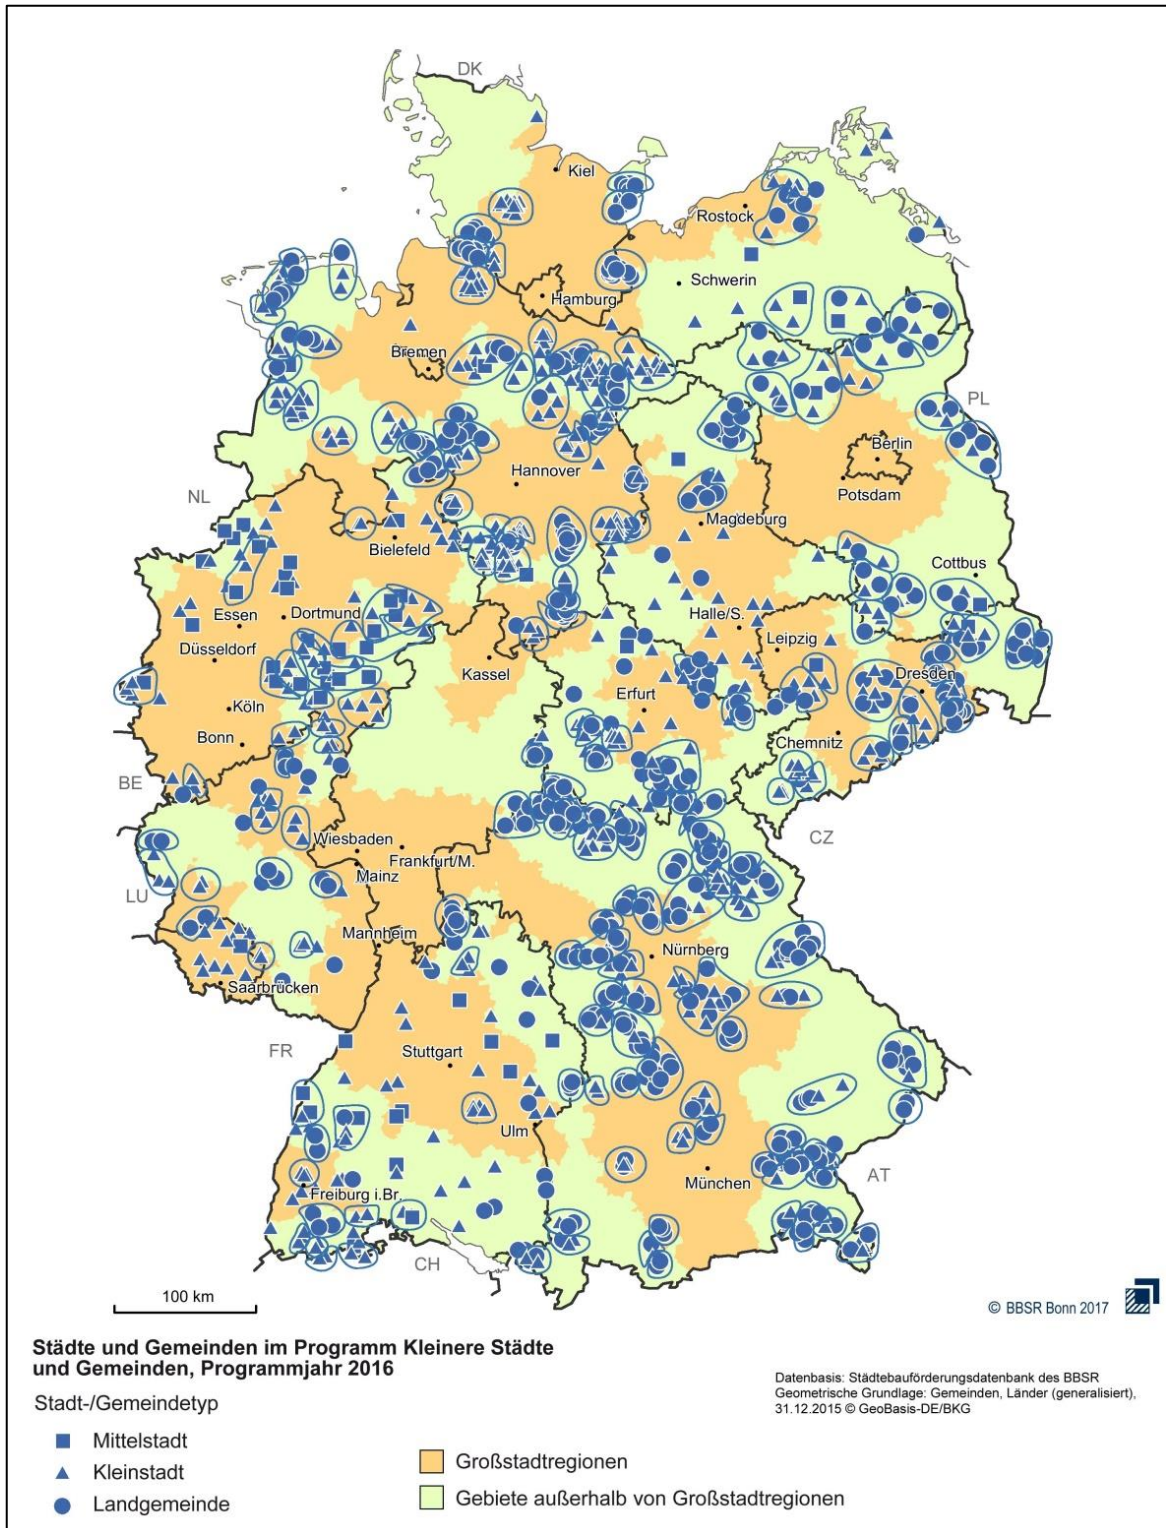 DK
Kiel
Rostock
Schwerin
Hamburg
Bremen
PL
Berlin
Hannover
Potsdam
NL
Magdeburg
Bielefeld
Cottbus
Essen
Dortmund
Halle/S.
Leipzig
Düsseldorf
Kassel
Dresden
Erfurt
Köln
Chemnitz
Bonn
BE
CZ
Wiesbaden
Frankfurt/M.
Mainz
LU
Mannheim
Nürnberg
Saarbrücken
FR
Stuttgart
Ulm
AT
München
Freiburg i.Br.
CH
100 km
© BBSR Bonn 2017
Städte und Gemeinden im Programm Kleinere Städte
und Gemeinden, Programmjahr 2016
Datenbasis: Städtebauförderungsdatenbank des BBSR
Geometrische Grundlage: Gemeinden, Länder (generalisiert),
31.12.2015 © GeoBasis-DE/BKG
Stadt-/Gemeindetyp
Mittelstadt
Kleinstadt
Landgemeinde
Großstadtregionen
Gebiete außerhalb von Großstadtregionen